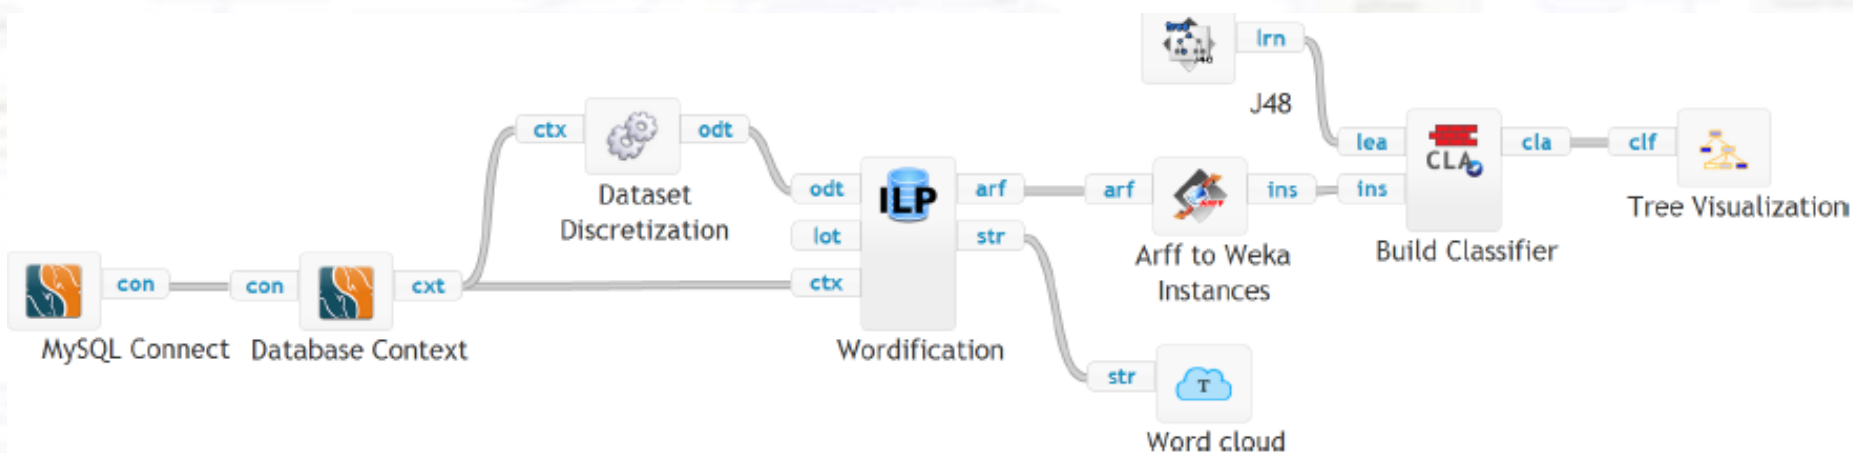 lrn
J48
ctx
odt
Dataset
Discretization
lea
cla
clf
CLA
Tree Visualization
odt
ILP
arf
arf
ins
ins
lot
str
Arff to Weka
Instances
Build Classifier
con
con
cxt
ctx
MySQL Connect
Database Context
Wordification
str
T
Word cloud